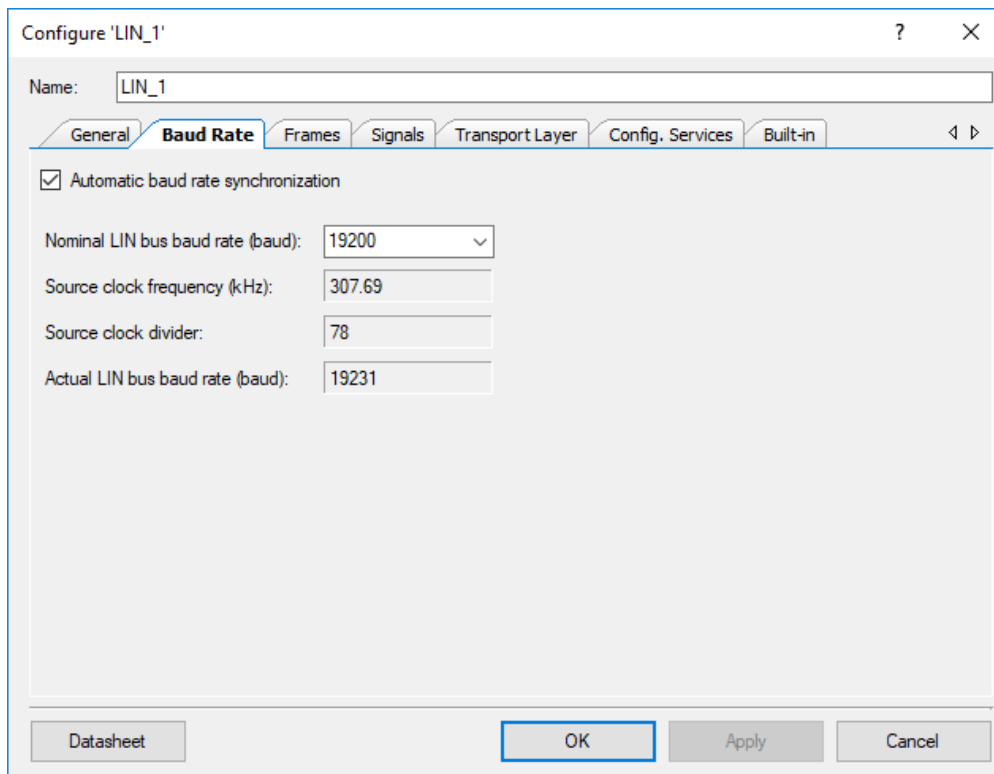 Configure 'LIN_1'
?
Name: LIN_1
General Baud Rate Frames Signals Transport Layer Config. Services Built-in
Automatic baud rate synchronization
Nominal LIN bus baud rate (baud): 19200
Source clock frequency (kHz): 307.69
Source clock divider: 78
Actual LIN bus baud rate (baud): 19231
Datasheet OK Apply Cancel